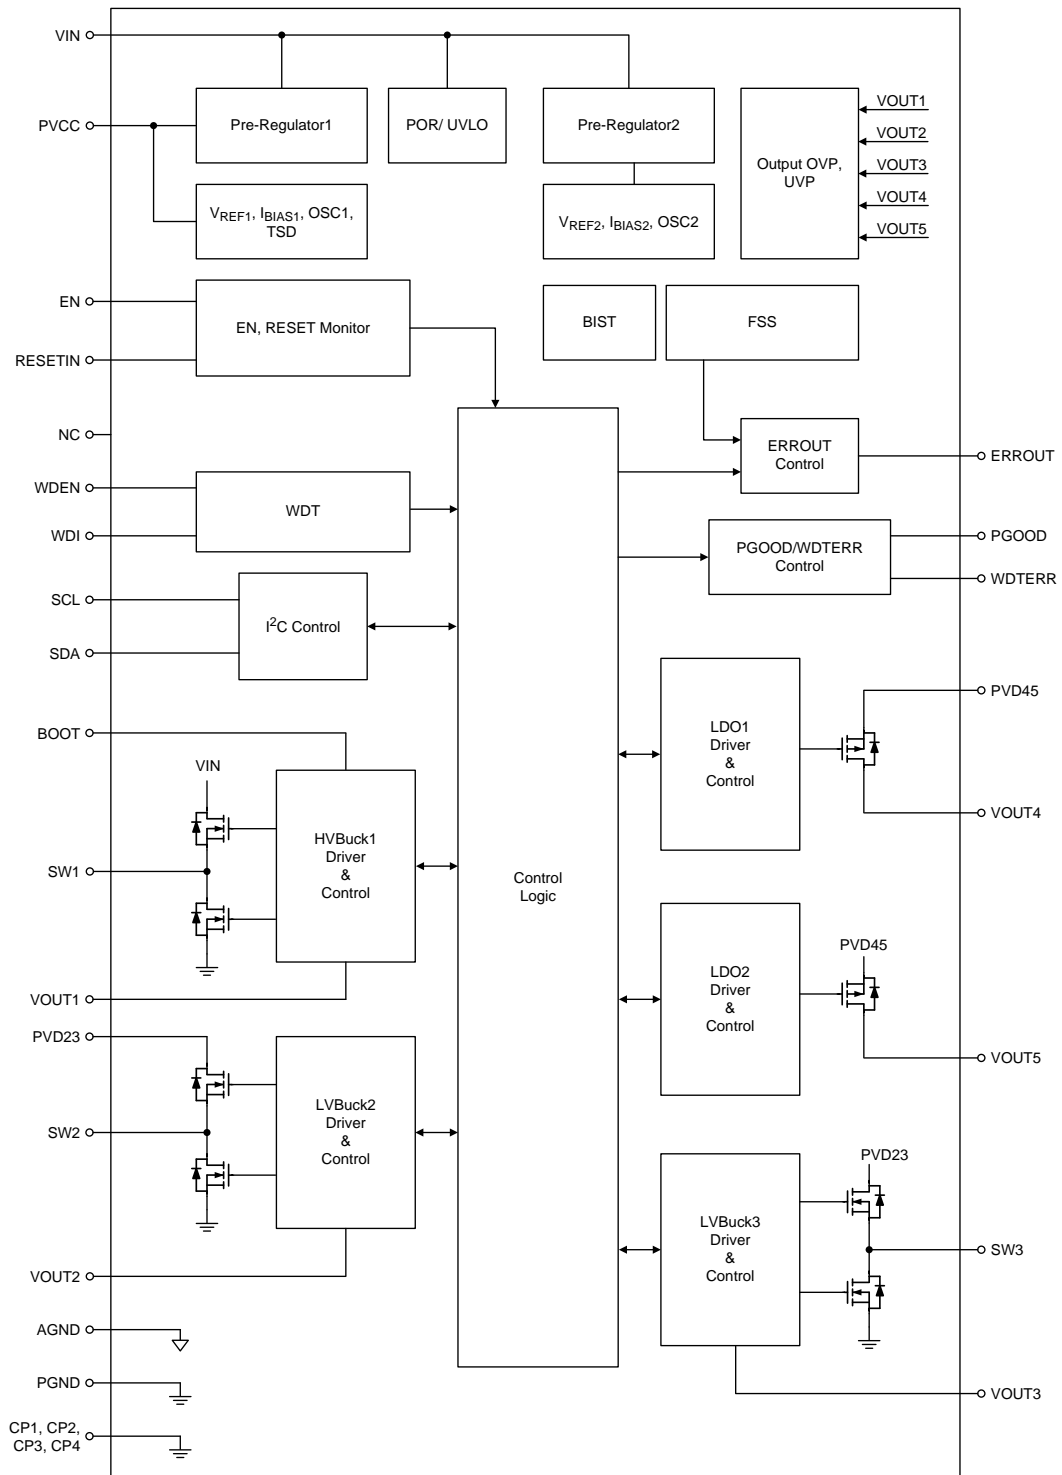 VIN
PVCC
Pre-Regulator1
POR/ UVLO
Pre-Regulator2
Output OVP,
UVP
VOUT1
VOUT2
VOUT3
VOUT4
VOUT5
VREF1, IBIAS1, OSC1,
TSD
VREF2, IBIAS2, OSC2
EN
RESETIN
EN, RESET Monitor
BIST
FSS
NC
ERROUT
Control
ERROUT
WDEN
WDI
WDT
PGOOD/WDTERR
Control
PGOOD
WDTERR
SCL
SDA
I2C Control
Control
Logic
LDO1
Driver
&
Control
PVD45
VOUT4
BOOT
VIN
SW1
HVBuck1
Driver
&
Control
VOUT1
LDO2
Driver
&
Control
PVD45
VOUT5
PVD23
SW2
LVBuck2
Driver
&
Control
VOUT2
LVBuck3
Driver
&
Control
PVD23
SW3
VOUT3
AGND
PGND
CP1, CP2,
CP3, CP4